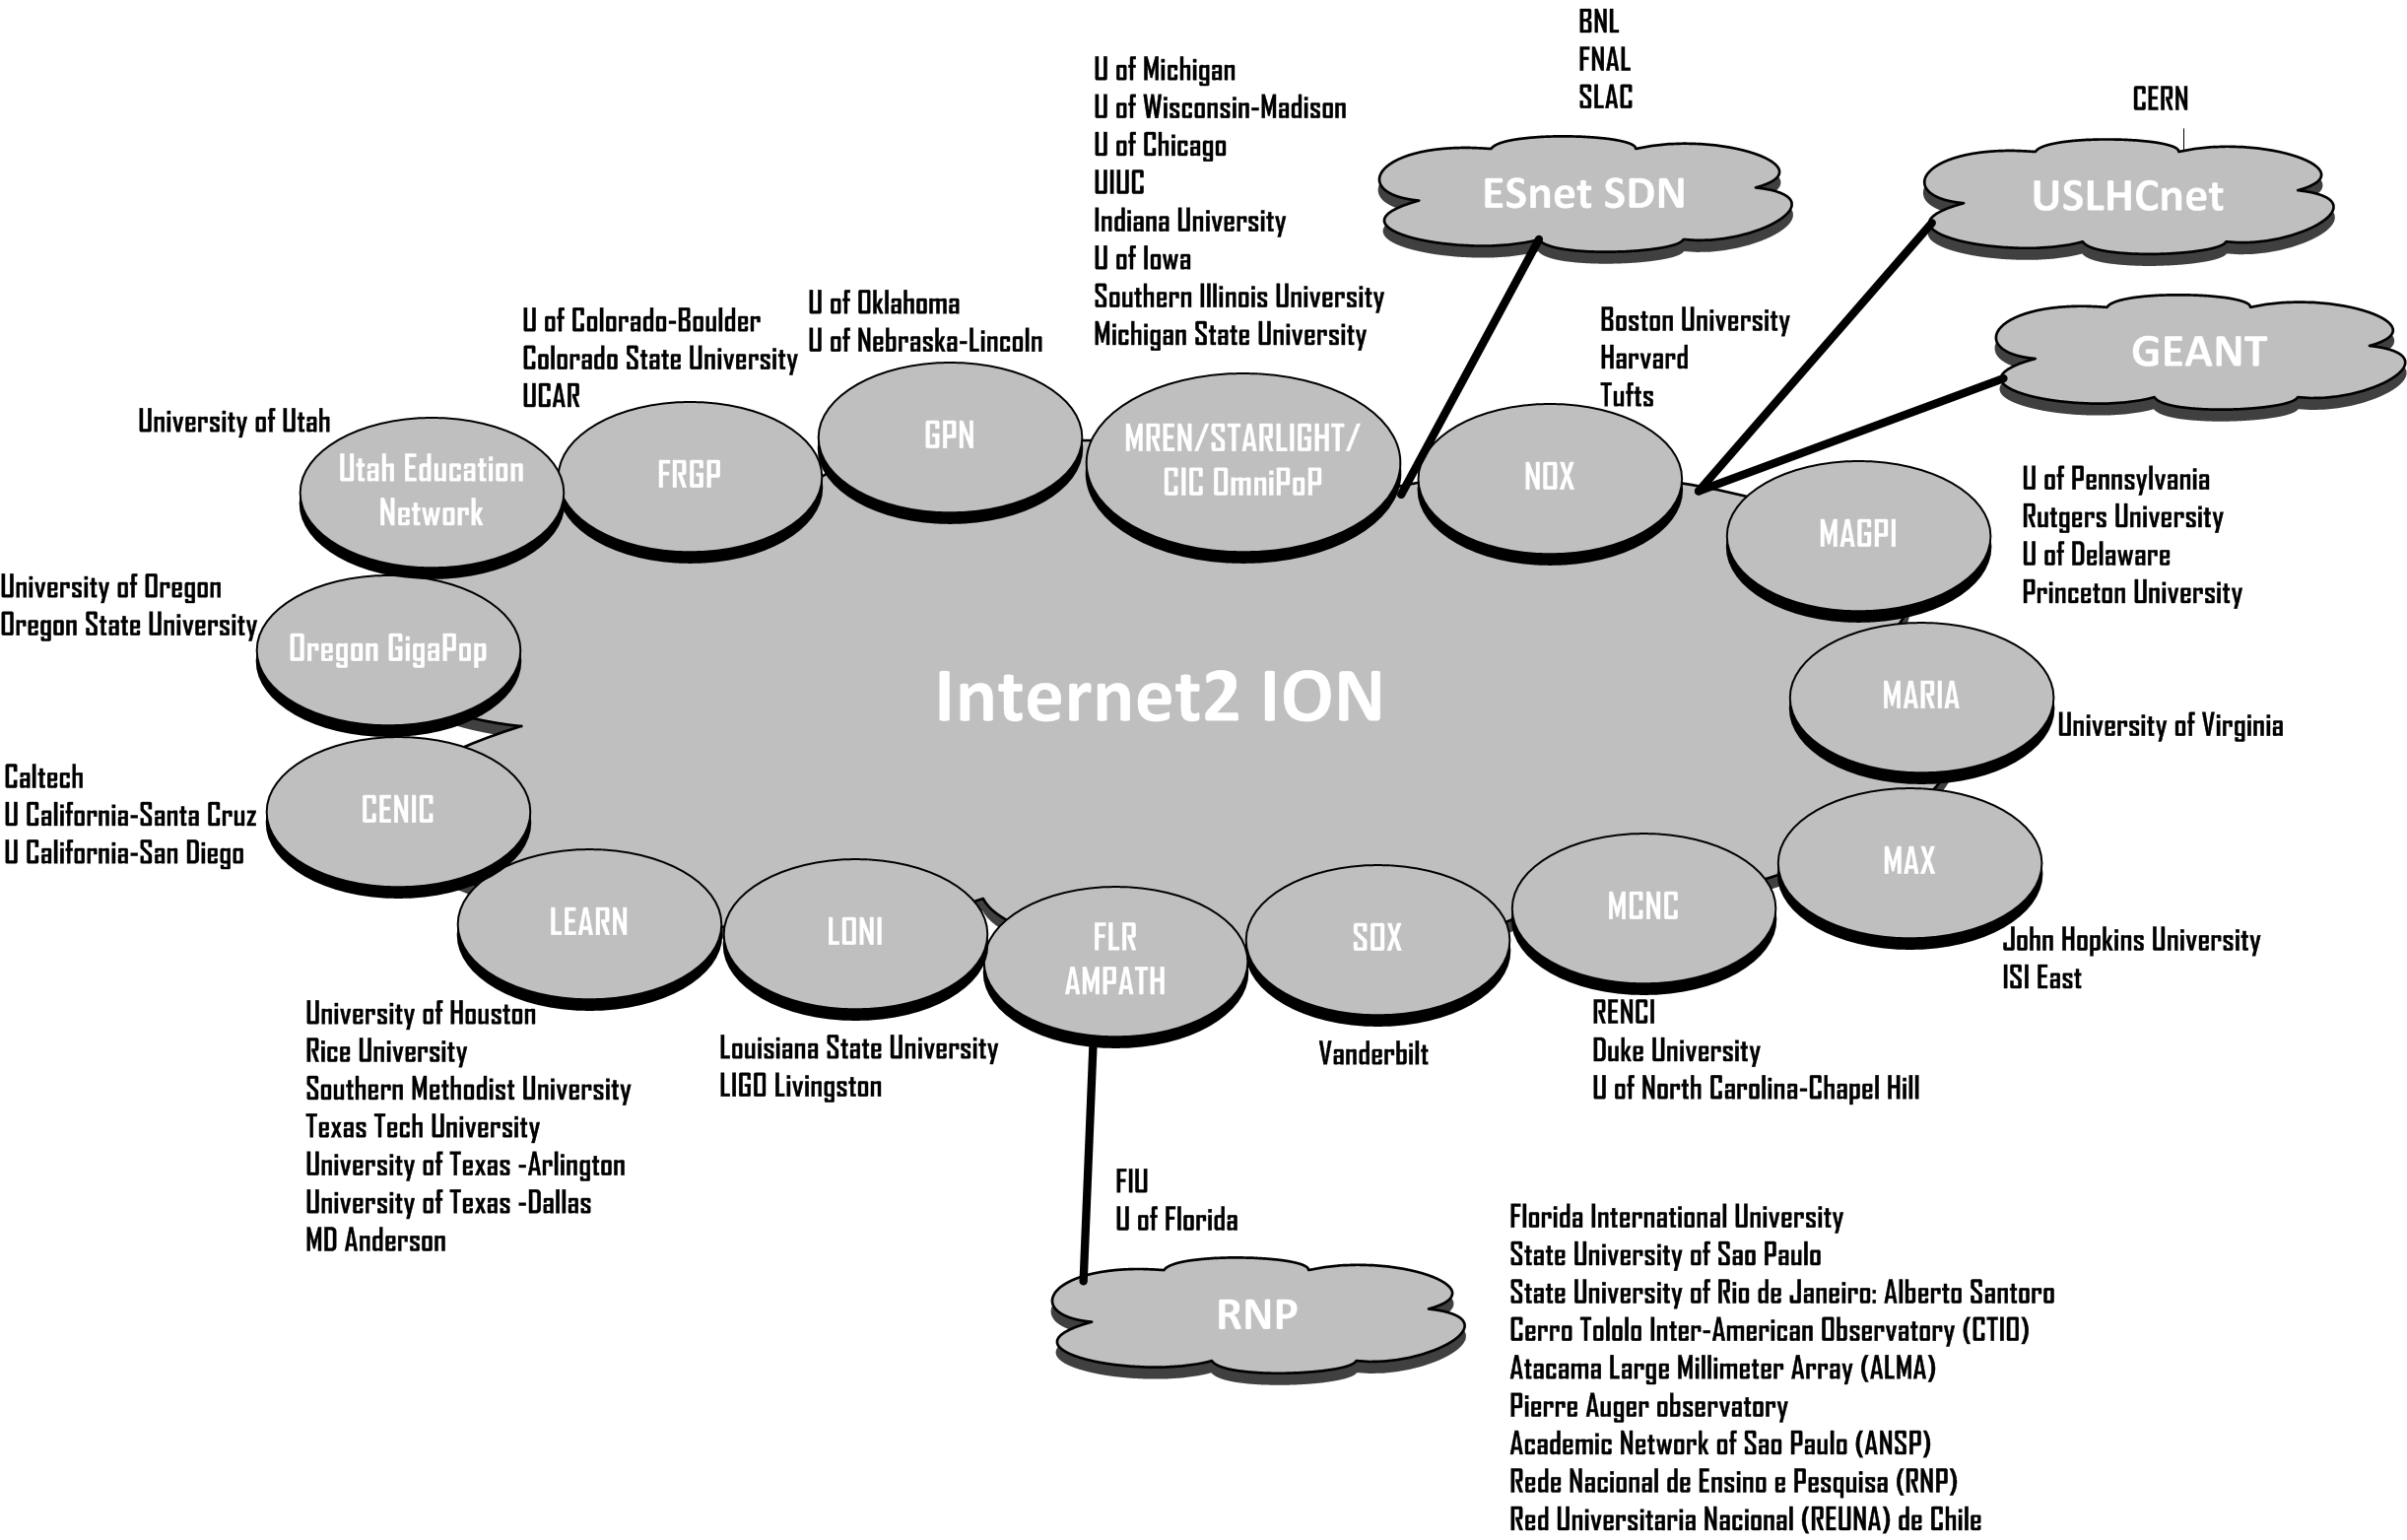 BNL
FNAL
SLAC
CERN
U of Michigan
U of Wisconsin-Madison
U of Chicago
UIUC
Indiana University
U of Iowa
Southern Illinois University
Michigan State University
ESnet SDN
USLHCnet
GEANT
U of Oklahoma
U of Nebraska-Lincoln
U of Colorado-Boulder
Colorado State University
UCAR
Boston University
Harvard
Tufts
University of Utah
Utah Education
Network
FRGP
GPN
MREN/STARLIGHT/
CIC OmniPoP
NOX
MAGPI
U of Pennsylvania
Rutgers University
U of Delaware
Princeton University
University of Oregon
Oregon State University
Oregon GigaPop
Internet2 ION
MARIA
University of Virginia
Caltech
U California-Santa Cruz
U California-San Diego
CENIC
MAX
John Hopkins University
ISI East
LEARN
LONI
FLR
AMPATH
SOX
MCNC
University of Houston
Rice University
Southern Methodist University
Texas Tech University
University of Texas -Arlington
University of Texas -Dallas
MD Anderson
Louisiana State University
LIGO Livingston
Vanderbilt
RENCI
Duke University
U of North Carolina-Chapel Hill
FIU
U of Florida
RNP
Florida International University
State University of Sao Paulo
State University of Rio de Janeiro: Alberto Santoro
Cerro Tololo Inter-American Observatory (CTIO)
Atacama Large Millimeter Array (ALMA)
Pierre Auger observatory
Academic Network of Sao Paulo (ANSP)
Rede Nacional de Ensino e Pesquisa (RNP)
Red Universitaria Nacional (REUNA) de Chile